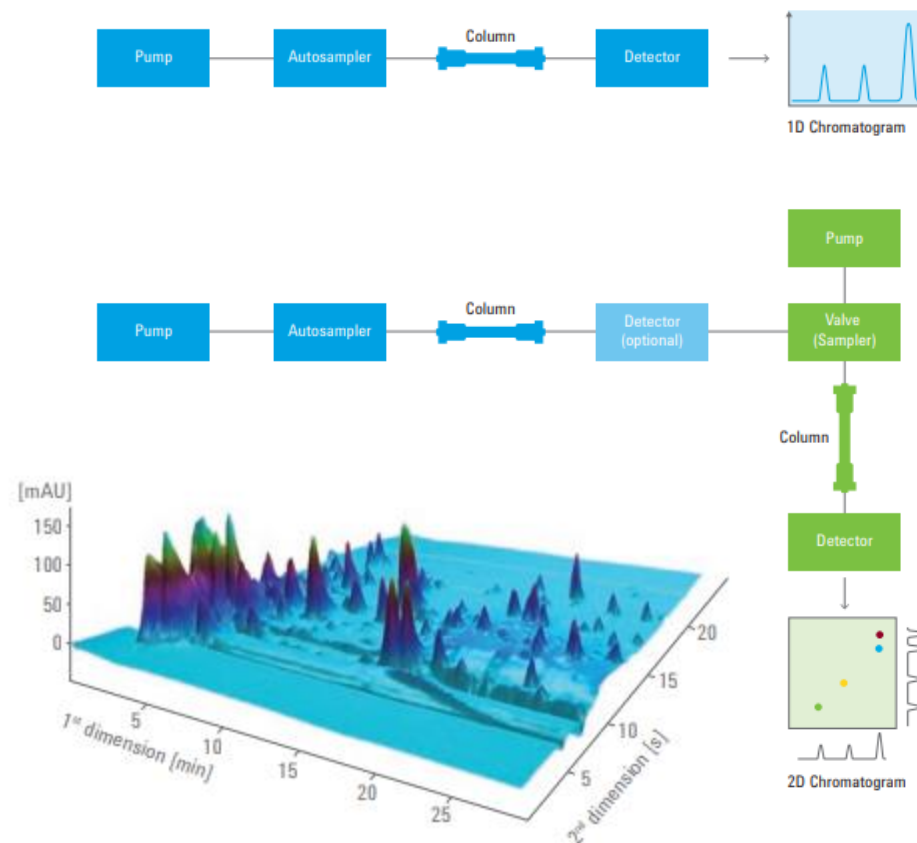 Column
Pump
Autosampler
Detector
1D Chromatogram
Pump
Column
Pump
Autosampler
Detector
(optional)
Valve
(Sampler)
Column
Detector
[mAU]
150
100
50
0
5
10
15
20
25
1st dimension [min]
5
10
15
20
2nd dimension [s]
2D Chromatogram